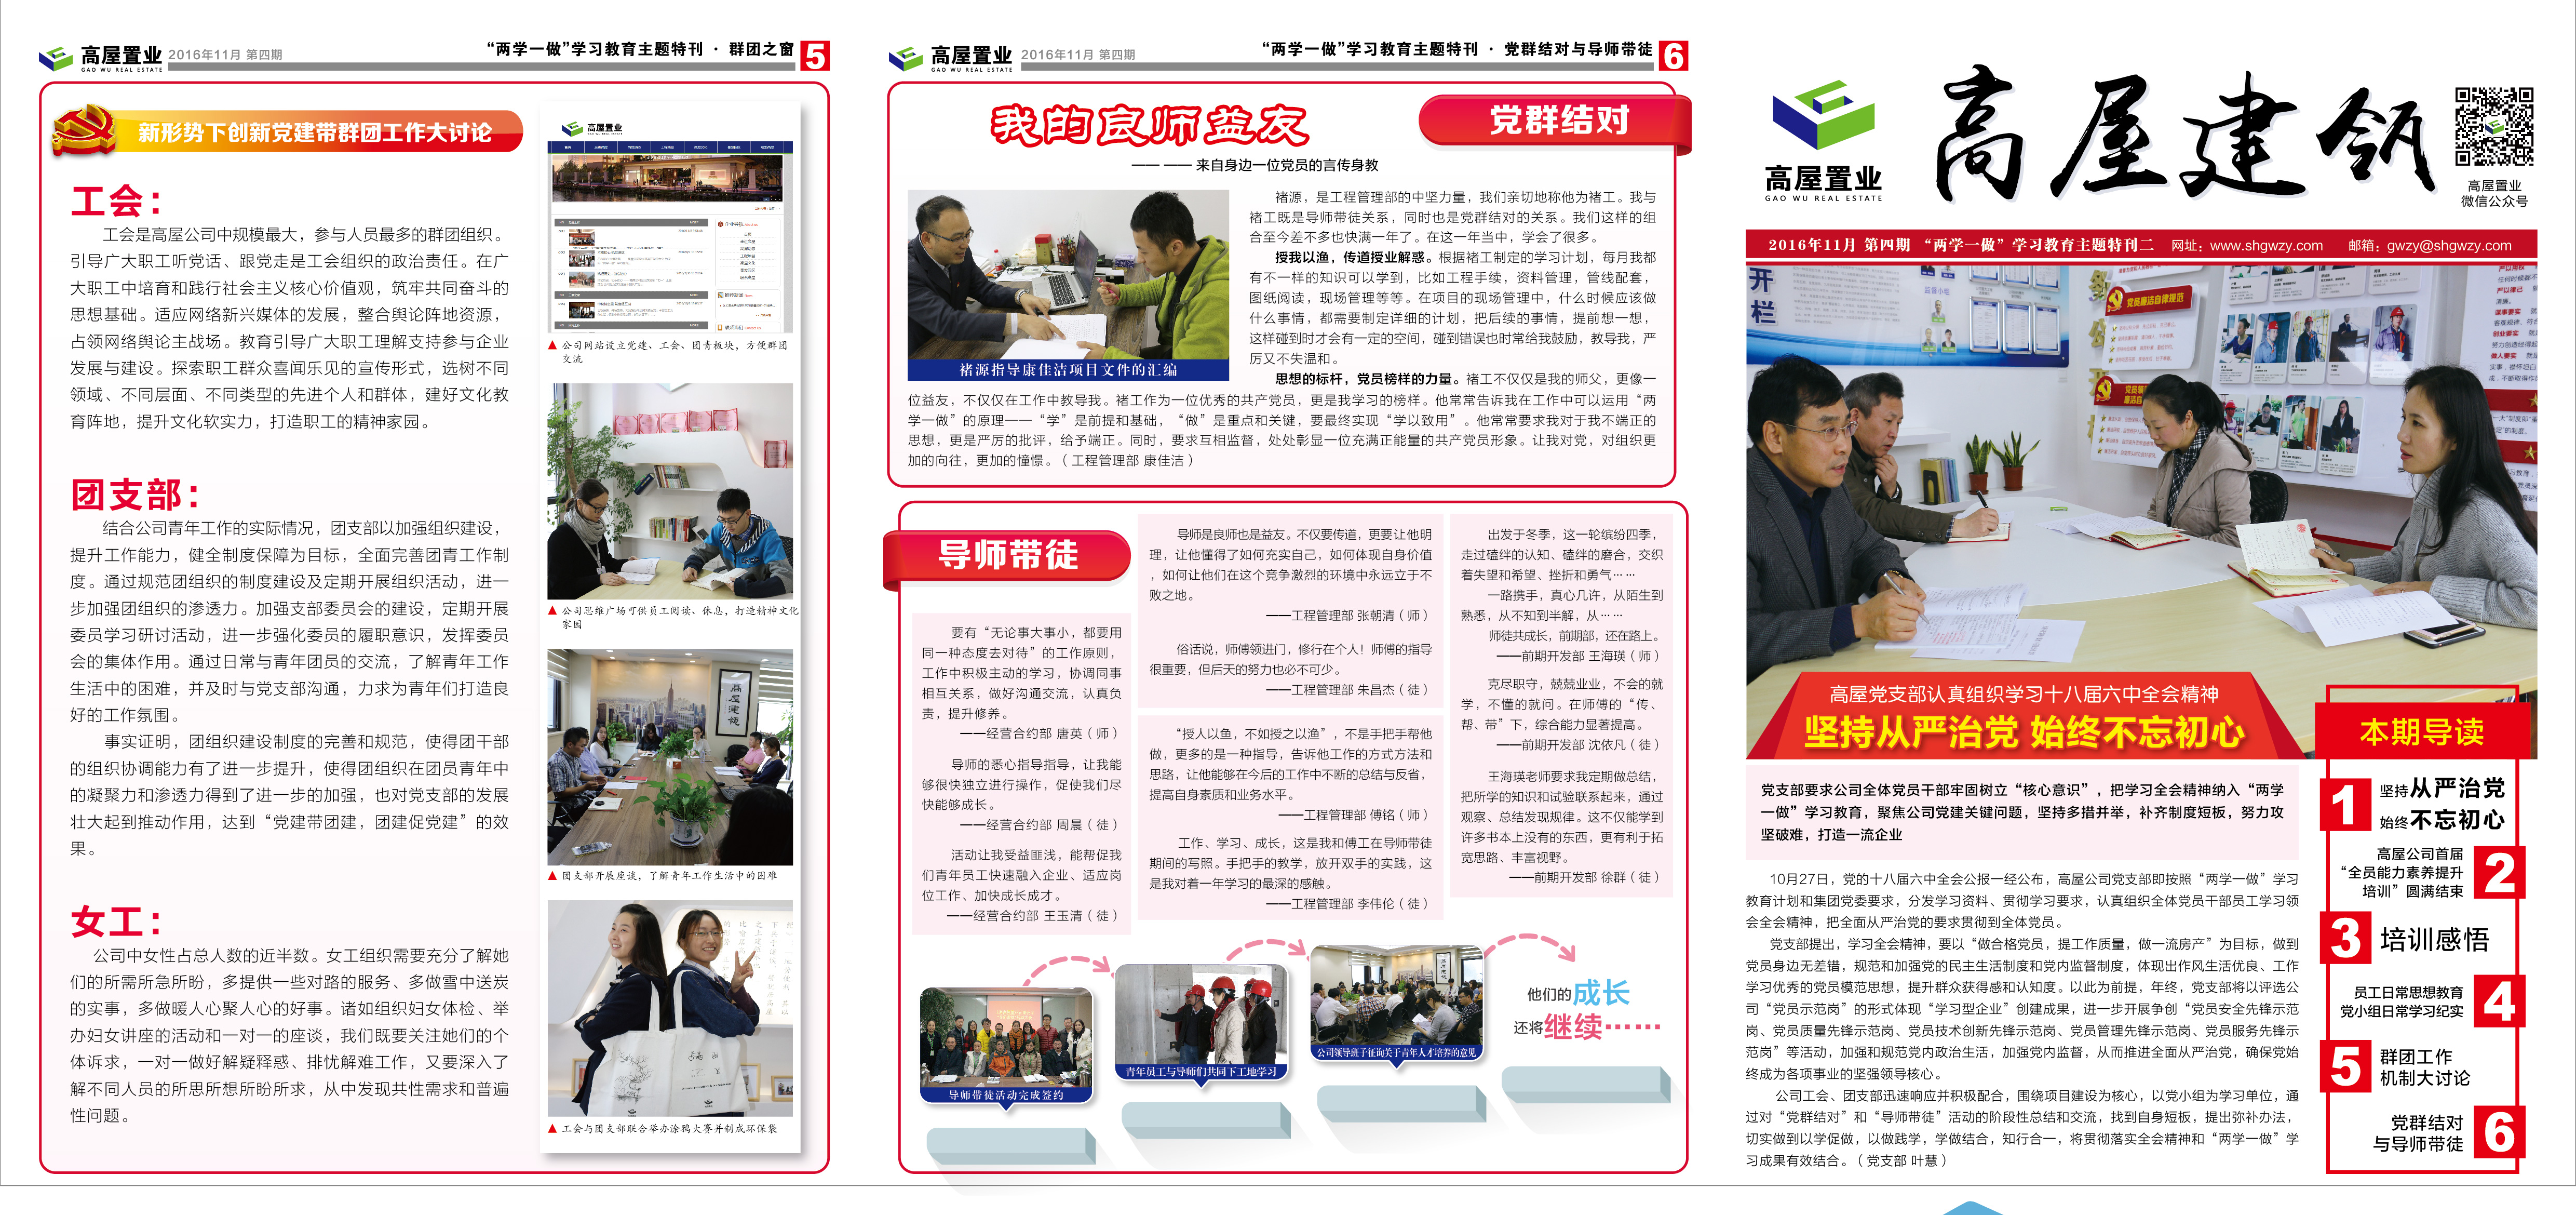 高屋置业
GAO WU REAL ESTATE
2016年11月 第四期
“两学一做”学习教育主题特刊 · 群团之窗
5
新形势下创新党建带群团工作大讨论
工会：
工会是高屋公司中规模最大，参与人员最多的群团组织。
引导广大职工听党话、跟党走是工会组织的政治责任。在广
大职工中培育和践行社会主义核心价值观，筑牢共同奋斗的
思想基础。适应网络新兴媒体的发展，整合舆论阵地资源，
占领网络舆论主战场。教育引导广大职工理解支持参与企业
发展与建设。探索职工群众喜闻乐见的宣传形式，选树不同
领域、不同层面、不同类型的先进个人和群体，建好文化教
育阵地，提升文化软实力，打造职工的精神家园。
团支部：
结合公司青年工作的实际情况，团支部以加强组织建设，
提升工作能力，健全制度保障为目标，全面完善团青工作制
度。通过规范团组织的制度建设及定期开展组织活动，进一
步加强团组织的渗透力。加强支部委员会的建设，定期开展
委员学习研讨活动，进一步强化委员的履职意识，发挥委员
会的集体作用。通过日常与青年团员的交流，了解青年工作
生活中的困难，并及时与党支部沟通，力求为青年们打造良
好的工作氛围。
事实证明，团组织建设制度的完善和规范，使得团干部
的组织协调能力有了进一步提升，使得团组织在团员青年中
的凝聚力和渗透力得到了进一步的加强，也对党支部的发展
壮大起到推动作用，达到“党建带团建，团建促党建”的效
果。
女工：
公司中女性占总人数的近半数。女工组织需要充分了解她
们的所需所急所盼，多提供一些对路的服务、多做雪中送炭
的实事，多做暖人心聚人心的好事。诸如组织妇女体检、举
办妇女讲座的活动和一对一的座谈，我们既要关注她们的个
体诉求，一对一做好解疑释惑、排忧解难工作，又要深入了
解不同人员的所思所想所盼所求，从中发现共性需求和普遍
性问题。
高屋置业
▲ 公司网站设立党建、工会、团青板块，方便群团
交流
▲ 公司思维广场可供员工阅读、休息，打造精神文化
家园
高屋建瓴
▲ 团支部开展座谈，了解青年工作生活中的困难
▲ 工会与团支部联合举办涂鸦大赛并制成环保袋
高屋置业
GAO WU REAL ESTATE
2016年11月 第四期
“两学一做”学习教育主题特刊 · 党群结对与导师带徒
6
我的良师益友
党群结对
—— —— 来自身边一位党员的言传身教
褚源指导康佳洁项目文件的汇编
褚源，是工程管理部的中坚力量，我们亲切地称他为褚工。我与
褚工既是导师带徒关系，同时也是党群结对的关系。我们这样的组
合至今差不多也快满一年了。在这一年当中，学会了很多。
授我以渔，传道授业解惑。根据褚工制定的学习计划，每月我都
有不一样的知识可以学到，比如工程手续，资料管理，管线配套，
图纸阅读，现场管理等等。在项目的现场管理中，什么时候应该做
什么事情，都需要制定详细的计划，把后续的事情，提前想一想，
这样碰到时才会有一定的空间，碰到错误也时常给我鼓励，教导我，严
厉又不失温和。
思想的标杆，党员榜样的力量。褚工不仅仅是我的师父，更像一
位益友，不仅仅在工作中教导我。褚工作为一位优秀的共产党员，更是我学习的榜样。他常常告诉我在工作中可以运用“两
学一做”的原理——“学”是前提和基础，“做”是重点和关键，要最终实现“学以致用”。他常常要求我对于我不端正的
思想，更是严厉的批评，给予端正。同时，要求互相监督，处处彰显一位充满正能量的共产党员形象。让我对党，对组织更
加的向往，更加的憧憬。（工程管理部 康佳洁）
导师带徒
要有“无论事大事小，都要用
同一种态度去对待”的工作原则，
工作中积极主动的学习，协调同事
相互关系，做好沟通交流，认真负
责，提升修养。
——经营合约部 唐英（师）
导师的悉心指导指导，让我能
够很快独立进行操作，促使我们尽
快能够成长。
——经营合约部 周晨（徒）
活动让我受益匪浅，能帮促我
们青年员工快速融入企业、适应岗
位工作、加快成长成才。
——经营合约部 王玉清（徒）
导师是良师也是益友。不仅要传道，更要让他明
理，让他懂得了如何充实自己，如何体现自身价值
，如何让他们在这个竞争激烈的环境中永远立于不
败之地。
——工程管理部 张朝清（师）
俗话说，师傅领进门，修行在个人！师傅的指导
很重要，但后天的努力也必不可少。
——工程管理部 朱昌杰（徒）
“授人以鱼，不如授之以渔”，不是手把手帮他
做，更多的是一种指导，告诉他工作的方式方法和
思路，让他能够在今后的工作中不断的总结与反省，
提高自身素质和业务水平。
——工程管理部 傅铭（师）
工作、学习、成长，这是我和傅工在导师带徒
期间的写照。手把手的教学，放开双手的实践，这
是我对着一年学习的最深的感触。
——工程管理部 李伟伦（徒）
出发于冬季，这一轮缤纷四季，
走过磕绊的认知、磕绊的磨合，交织
着失望和希望、挫折和勇气……
一路携手，真心几许，从陌生到
熟悉，从不知到半解，从……
师徒共成长，前期部，还在路上。
——前期开发部 王海瑛（师）
克尽职守，兢兢业业，不会的就
学，不懂的就问。在师傅的“传、
帮、带”下，综合能力显著提高。
——前期开发部 沈依凡（徒）
王海瑛老师要求我定期做总结，
把所学的知识和试验联系起来，通过
观察、总结发现规律。这不仅能学到
许多书本上没有的东西，更有利于拓
宽思路、丰富视野。
——前期开发部 徐群（徒）
导师带徒活动完成签约
青年员工与导师们共同下工地学习
公司领导班子征询关于青年人才培养的意见
他们的成长
还将继续……
高屋置业
GAO WU REAL ESTATE
高屋建瓴
高屋置业
微信公众号
2016年11月 第四期 “两学一做”学习教育主题特刊二 网址：www.shgwzy.com 邮箱：gwzy@shgwzy.com
开
栏
党员廉洁自律规范
高屋党支部认真组织学习十八届六中全会精神
坚持从严治党 始终不忘初心
党支部要求公司全体党员干部牢固树立“核心意识”，把学习全会精神纳入“两学
一做”学习教育，聚焦公司党建关键问题，坚持多措并举，补齐制度短板，努力攻
坚破难，打造一流企业
10月27日，党的十八届六中全会公报一经公布，高屋公司党支部即按照“两学一做”学习
教育计划和集团党委要求，分发学习资料、贯彻学习要求，认真组织全体党员干部员工学习领
会全会精神，把全面从严治党的要求贯彻到全体党员。
党支部提出，学习全会精神，要以“做合格党员，提工作质量，做一流房产”为目标，做到
党员身边无差错，规范和加强党的民主生活制度和党内监督制度，体现出作风生活优良、工作
学习优秀的党员模范思想，提升群众获得感和认知度。以此为前提，年终，党支部将以评选公
司“党员示范岗”的形式体现“学习型企业”创建成果，进一步开展争创“党员安全先锋示范
岗、党员质量先锋示范岗、党员技术创新先锋示范岗、党员管理先锋示范岗、党员服务先锋示
范岗”等活动，加强和规范党内政治生活，加强党内监督，从而推进全面从严治党，确保党始
终成为各项事业的坚强领导核心。
公司工会、团支部迅速响应并积极配合，围绕项目建设为核心，以党小组为学习单位，通
过对“党群结对”和“导师带徒”活动的阶段性总结和交流，找到自身短板，提出弥补办法，
切实做到以学促做，以做践学，学做结合，知行合一，将贯彻落实全会精神和“两学一做”学
习成果有效结合。（党支部 叶慧）
本期导读
1
坚持从严治党
始终不忘初心
高屋公司首届
“全员能力素养提升
培训”圆满结束
2
3
培训感悟
员工日常思想教育
党小组日常学习纪实
4
5
群团工作
机制大讨论
党群结对
与导师带徒
6